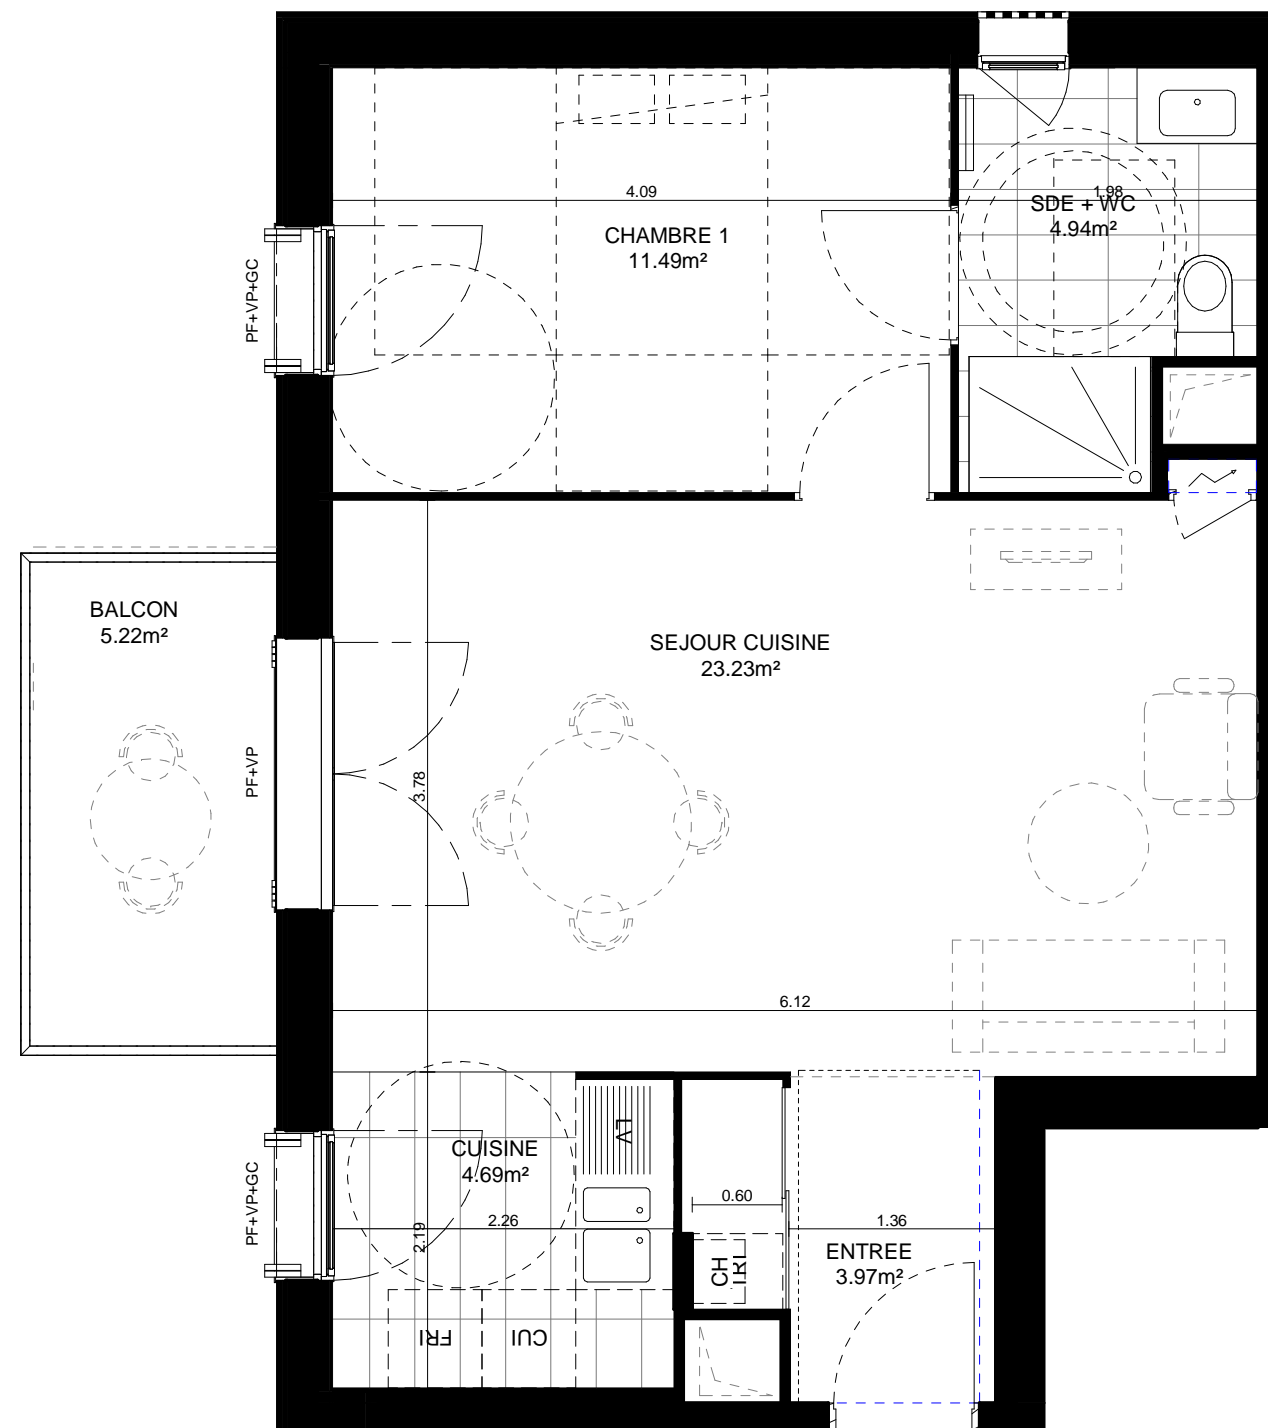 4.09
1.98
SDE + WC
4.94m²
CHAMBRE 1
11.49m²
PF+VP+GC
BALCON
5.22m²
SEJOUR CUISINE
23.23m²
PF+VP
3.78
6.12
LV
CUISINE
4.69m²
PF+VP+GC
0.60
2.26
2.19
1.36
ENTREE
3.97m²
CH
FRI
CUI